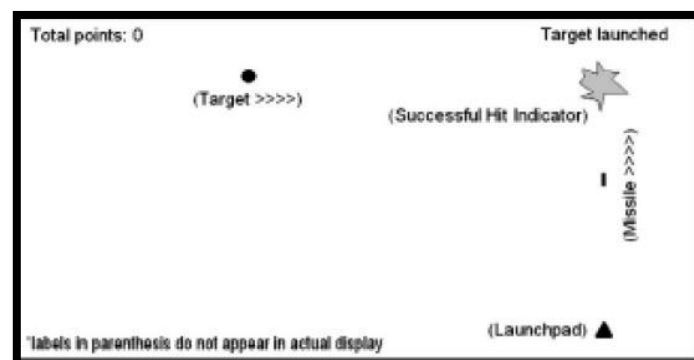 Total points: 0
Target launched
(Target >>>>)
(Successful Hit Indicator)
(Missile >>>>)
(Launchpad)
*labels in parenthesis do not appear in actual display